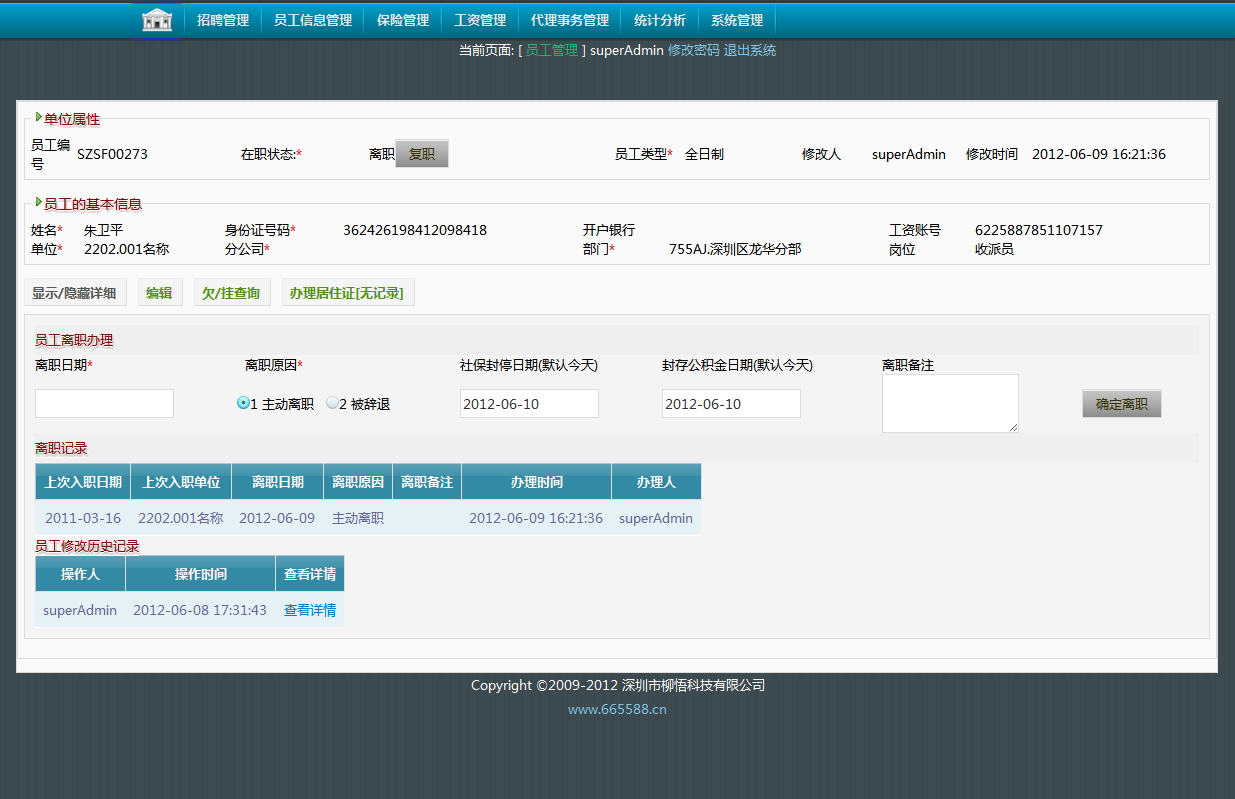 招聘管理 员工信息管理 保险管理 工资管理 代理事务管理 统计分析 系统管理
当前页面: [ 员工管理 ] superAdmin 修改密码 退出系统
单位属性
员工编号 SZSF00273 在职状态:* 离职 复职 员工类型* 全日制 修改人 superAdmin 修改时间 2012-06-09 16:21:36
员工的基本信息
姓名* 朱卫平 身份证号码* 362426198412098418 开户银行 工资账号 6225887851107157
单位* 2202.001名称 分公司* 部门* 755AJ.深圳区龙华分部 岗位 收派员
显示/隐藏详细 编辑 欠/挂查询 办理居住证[无记录]
员工离职办理
离职日期* 离职原因* 社保封停日期(默认今天) 封存公积金日期(默认今天) 离职备注
1 主动离职 2 被辞退 2012-06-10 2012-06-10 确定离职
离职记录
上次入职日期 上次入职单位 离职日期 离职原因 离职备注 办理时间 办理人
2011-03-16 2202.001名称 2012-06-09 主动离职 2012-06-09 16:21:36 superAdmin
员工修改历史记录
操作人 操作时间 查看详情
superAdmin 2012-06-08 17:31:43 查看详情
Copyright ©2009-2012 深圳市柳悟科技有限公司
www.665588.cn